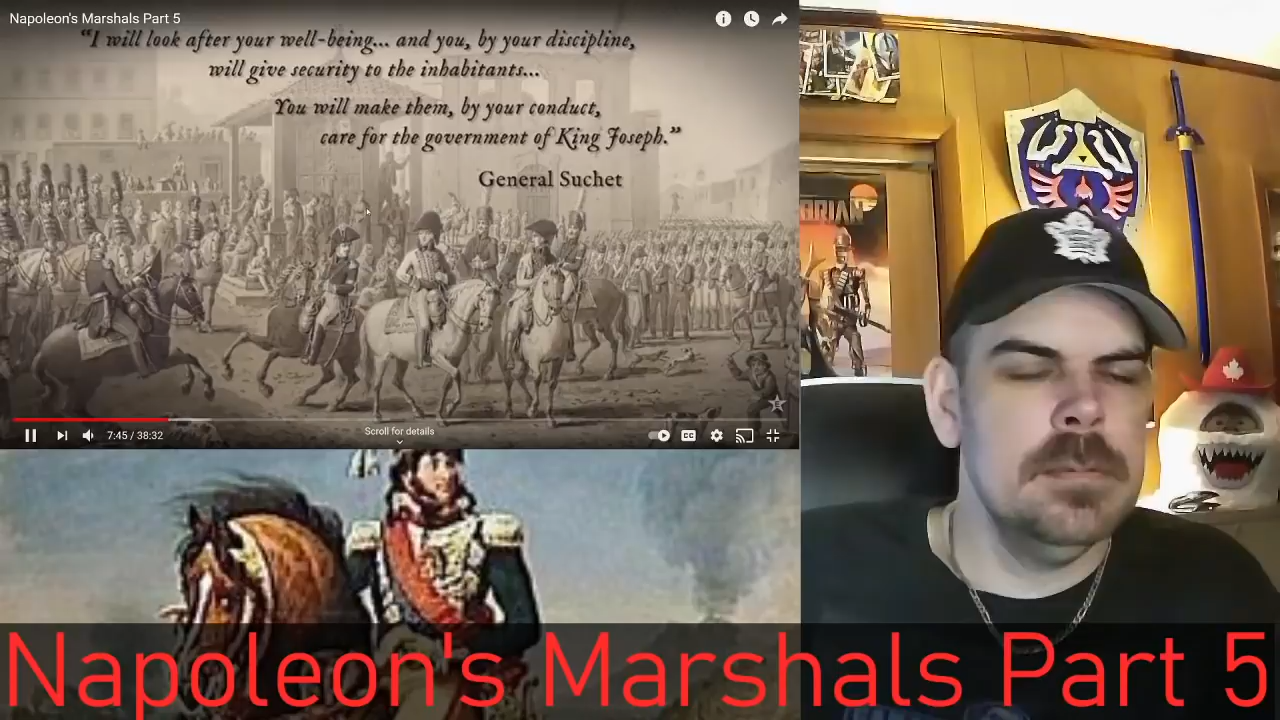 Napoleon's Marshals Part 5
“I will look after your well-being... and you, by your discipline,
will give security to the inhabitants...
You will make them, by your conduct,
care for the government of King Joseph.”
General Suchet
7:45 / 38:32
CC
Scroll for details
Napoleon's Marshals Part 5